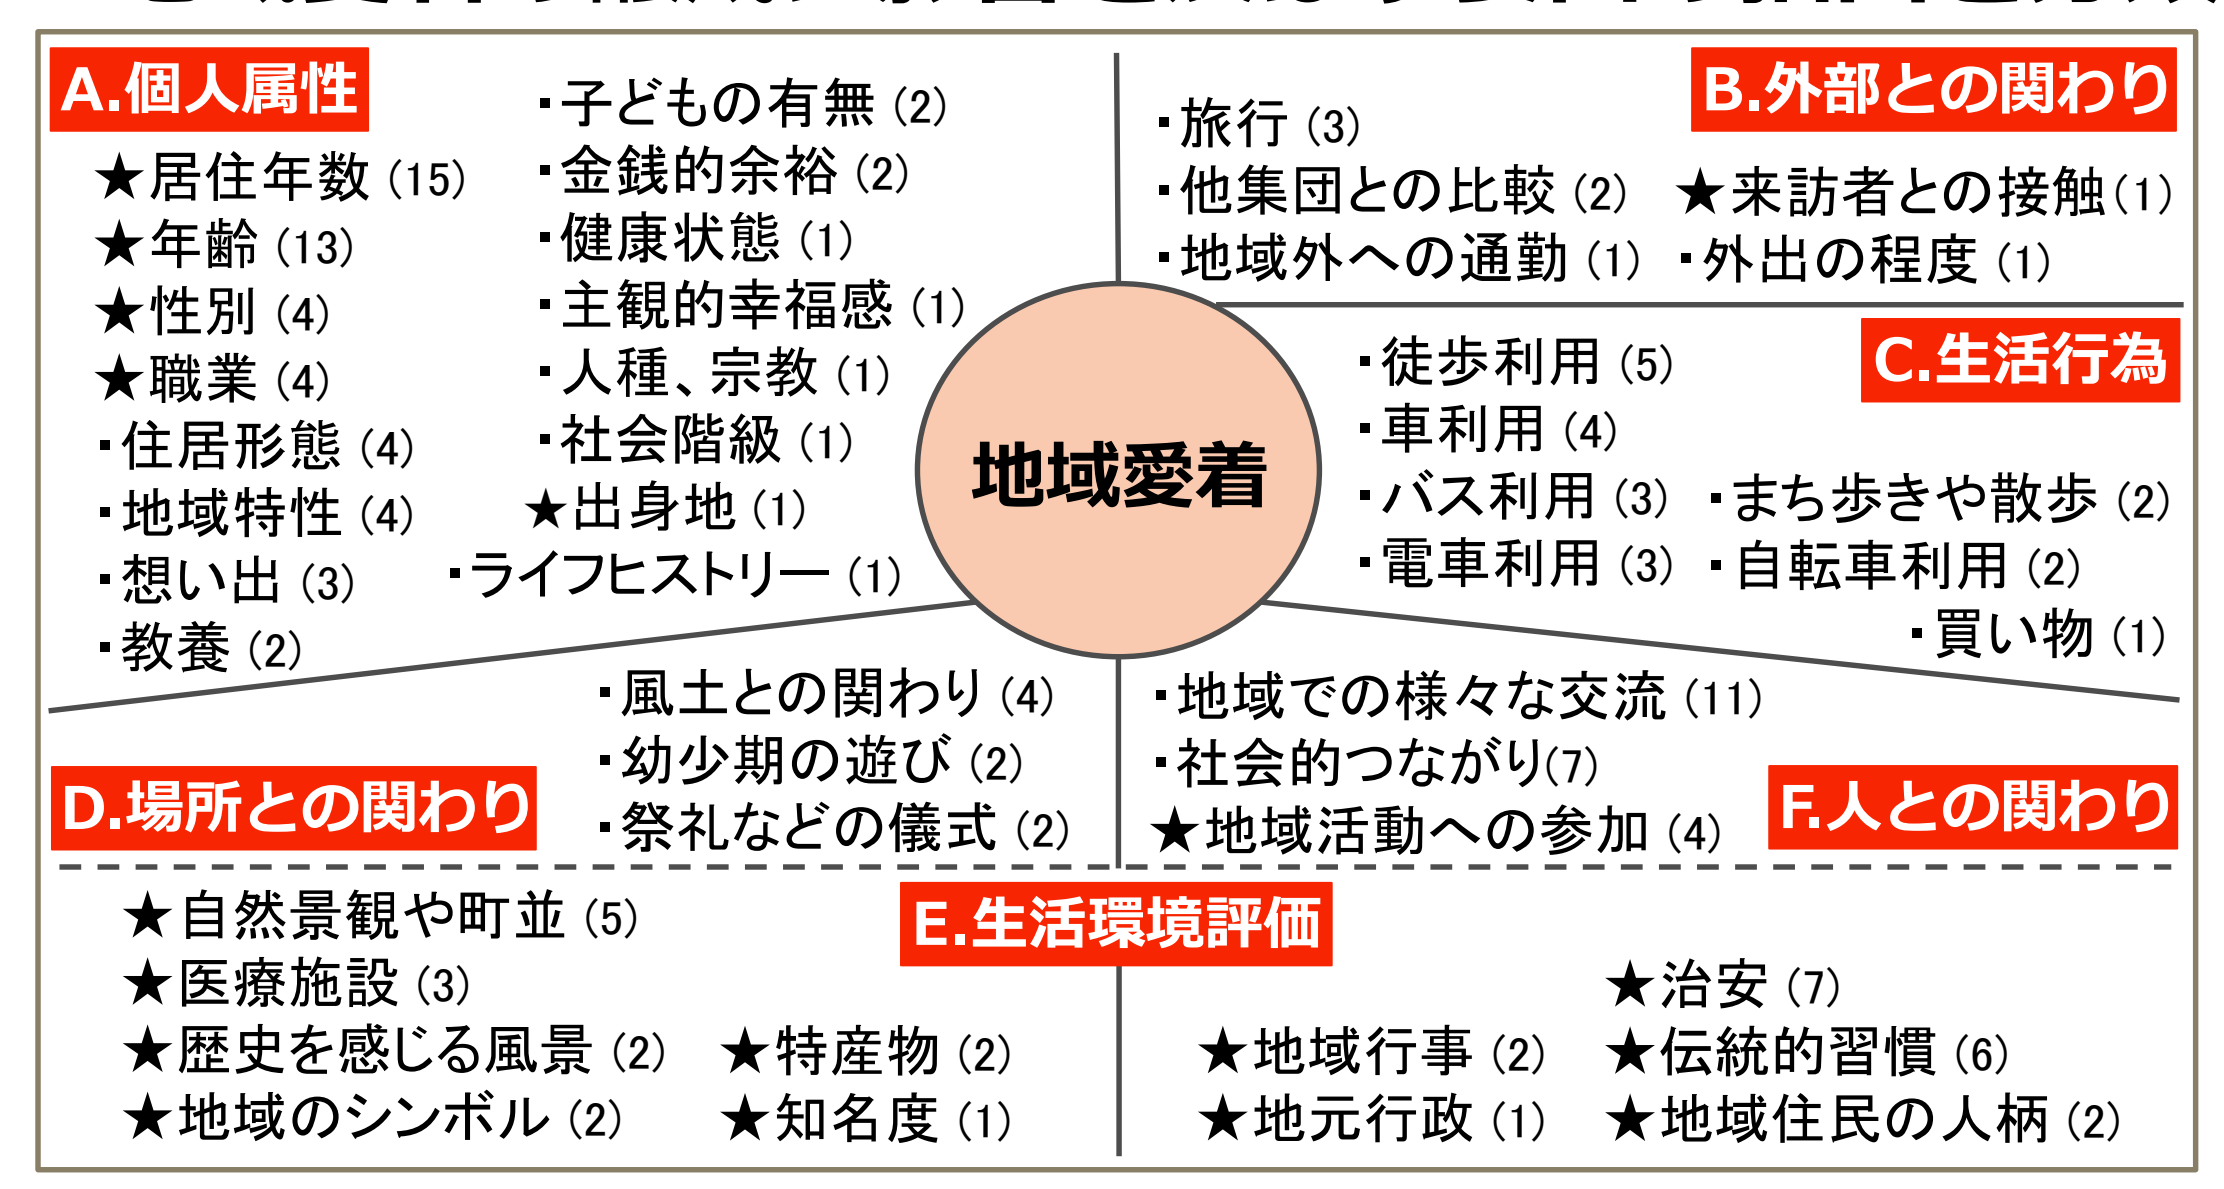 A.個人属性
★居住年数 (15)
★年齢 (13)
★性別 (4)
★職業 (4)
・住居形態 (4)
・地域特性 (4)
・想い出 (3)
・教養 (2)
・子どもの有無 (2)
・金銭的余裕 (2)
・健康状態 (1)
・主観的幸福感 (1)
・人種、宗教 (1)
・社会階級 (1)
★出身地 (1)
・ライフヒストリー (1)
B.外部との関わり
・旅行 (3)
・他集団との比較 (2)
・地域外への通勤 (1)
★来訪者との接触(1)
・外出の程度 (1)
地域愛着
C.生活行為
・徒歩利用 (5)
・車利用 (4)
・バス利用 (3)
・電車利用 (3)
・まち歩きや散歩 (2)
・自転車利用 (2)
・買い物 (1)
D.場所との関わり
・風土との関わり (4)
・幼少期の遊び (2)
・祭礼などの儀式 (2)
F.人との関わり
・地域での様々な交流 (11)
・社会的つながり(7)
★地域活動への参加 (4)
E.生活環境評価
★自然景観や町並 (5)
★医療施設 (3)
★歴史を感じる風景 (2)
★地域のシンボル (2)
★特産物 (2)
★知名度 (1)
★地域行事 (2)
★地元行政 (1)
★治安 (7)
★伝統的習慣 (6)
★地域住民の人柄 (2)